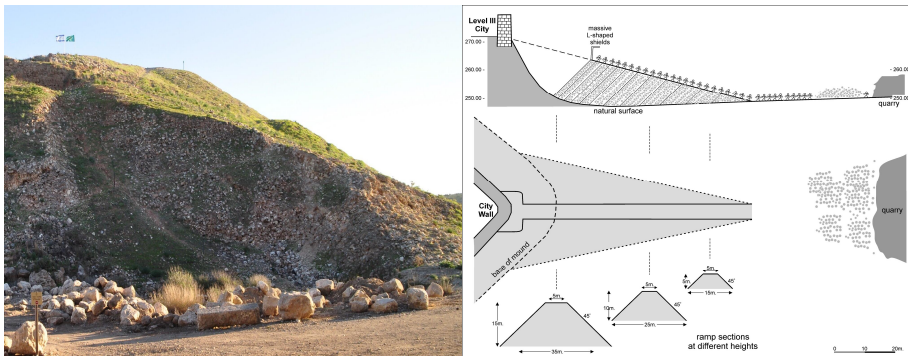 Level III
City
massive
L-shaped
shields
270.00 -
260.00 -
250.00 -
- 260.00
- 250.00
natural surface
quarry
City
Wall
base of mound
quarry
5m.
45˚
15m.
35m.
5m.
45˚
10m.
25m.
5m.
45˚
5m.
15m.
ramp sections
at different heights
0 10 20m.